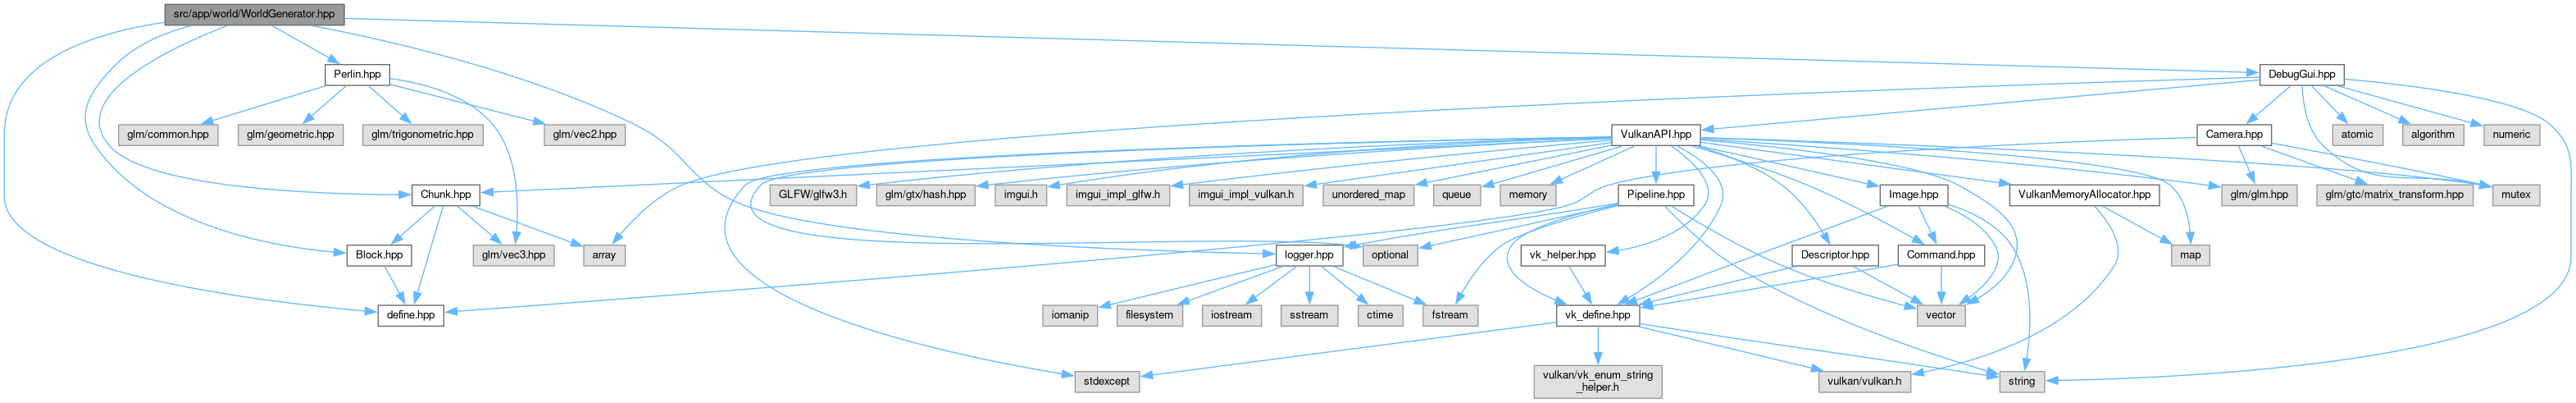 src/app/world/WorldGenerator.hpp
Perlin.hpp
DebugGui.hpp
glm/common.hpp
glm/geometric.hpp
glm/trigonometric.hpp
glm/vec2.hpp
VulkanAPI.hpp
Camera.hpp
atomic
algorithm
numeric
Chunk.hpp
GLFW/glfw3.h
glm/gtx/hash.hpp
imgui.h
imgui_impl_glfw.h
imgui_impl_vulkan.h
unordered_map
queue
memory
Pipeline.hpp
Image.hpp
VulkanMemoryAllocator.hpp
glm/glm.hpp
glm/gtc/matrix_transform.hpp
mutex
Block.hpp
glm/vec3.hpp
array
logger.hpp
optional
vk_helper.hpp
Descriptor.hpp
Command.hpp
map
define.hpp
iomanip
filesystem
iostream
sstream
ctime
fstream
vk_define.hpp
vector
stdexcept
vulkan/vk_enum_string
_helper.h
vulkan/vulkan.h
string